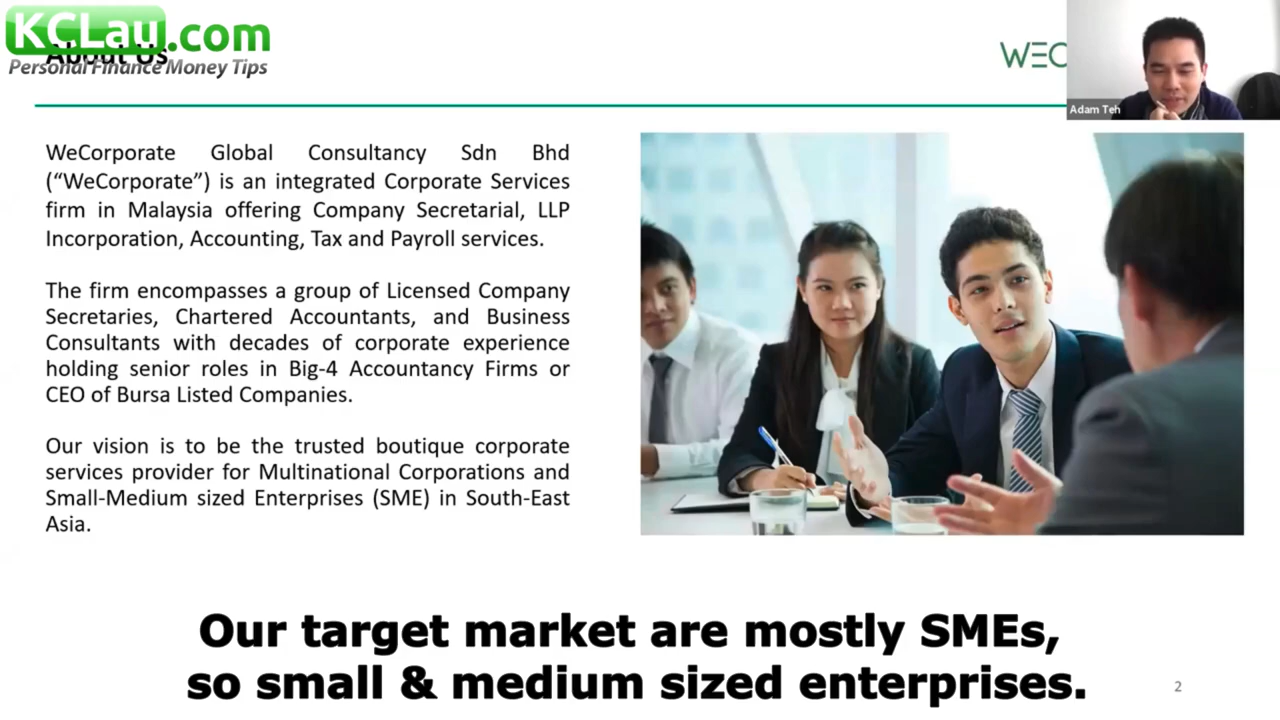 KCLau.com
About Us
Personal Finance Money Tips
WEC
Adam Teh
WeCorporate Global Consultancy Sdn Bhd
(“WeCorporate”) is an integrated Corporate Services
firm in Malaysia offering Company Secretarial, LLP
Incorporation, Accounting, Tax and Payroll services.
The firm encompasses a group of Licensed Company
Secretaries, Chartered Accountants, and Business
Consultants with decades of corporate experience
holding senior roles in Big-4 Accountancy Firms or
CEO of Bursa Listed Companies.
Our vision is to be the trusted boutique corporate
services provider for Multinational Corporations and
Small-Medium sized Enterprises (SME) in South-East
Asia.
Our target market are mostly SMEs,
so small & medium sized enterprises.
2